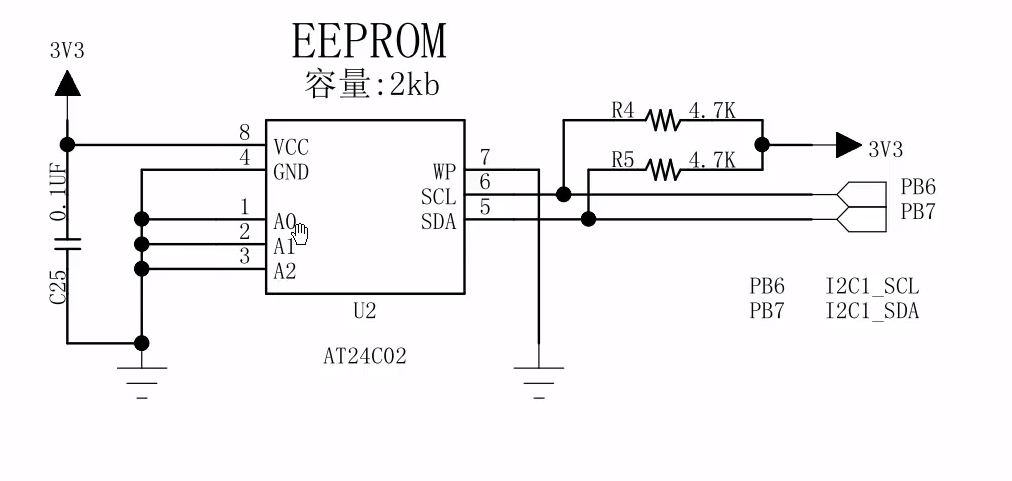 EEPROM
容量:2kb
3V3
8
VCC
4
GND
1
A0
2
A1
3
A2
0.1UF
C25
WP
7
SCL
6
SDA
5
R4
4.7K
R5
4.7K
3V3
PB6
PB7
PB6 I2C1_SCL
PB7 I2C1_SDA
U2
AT24C02